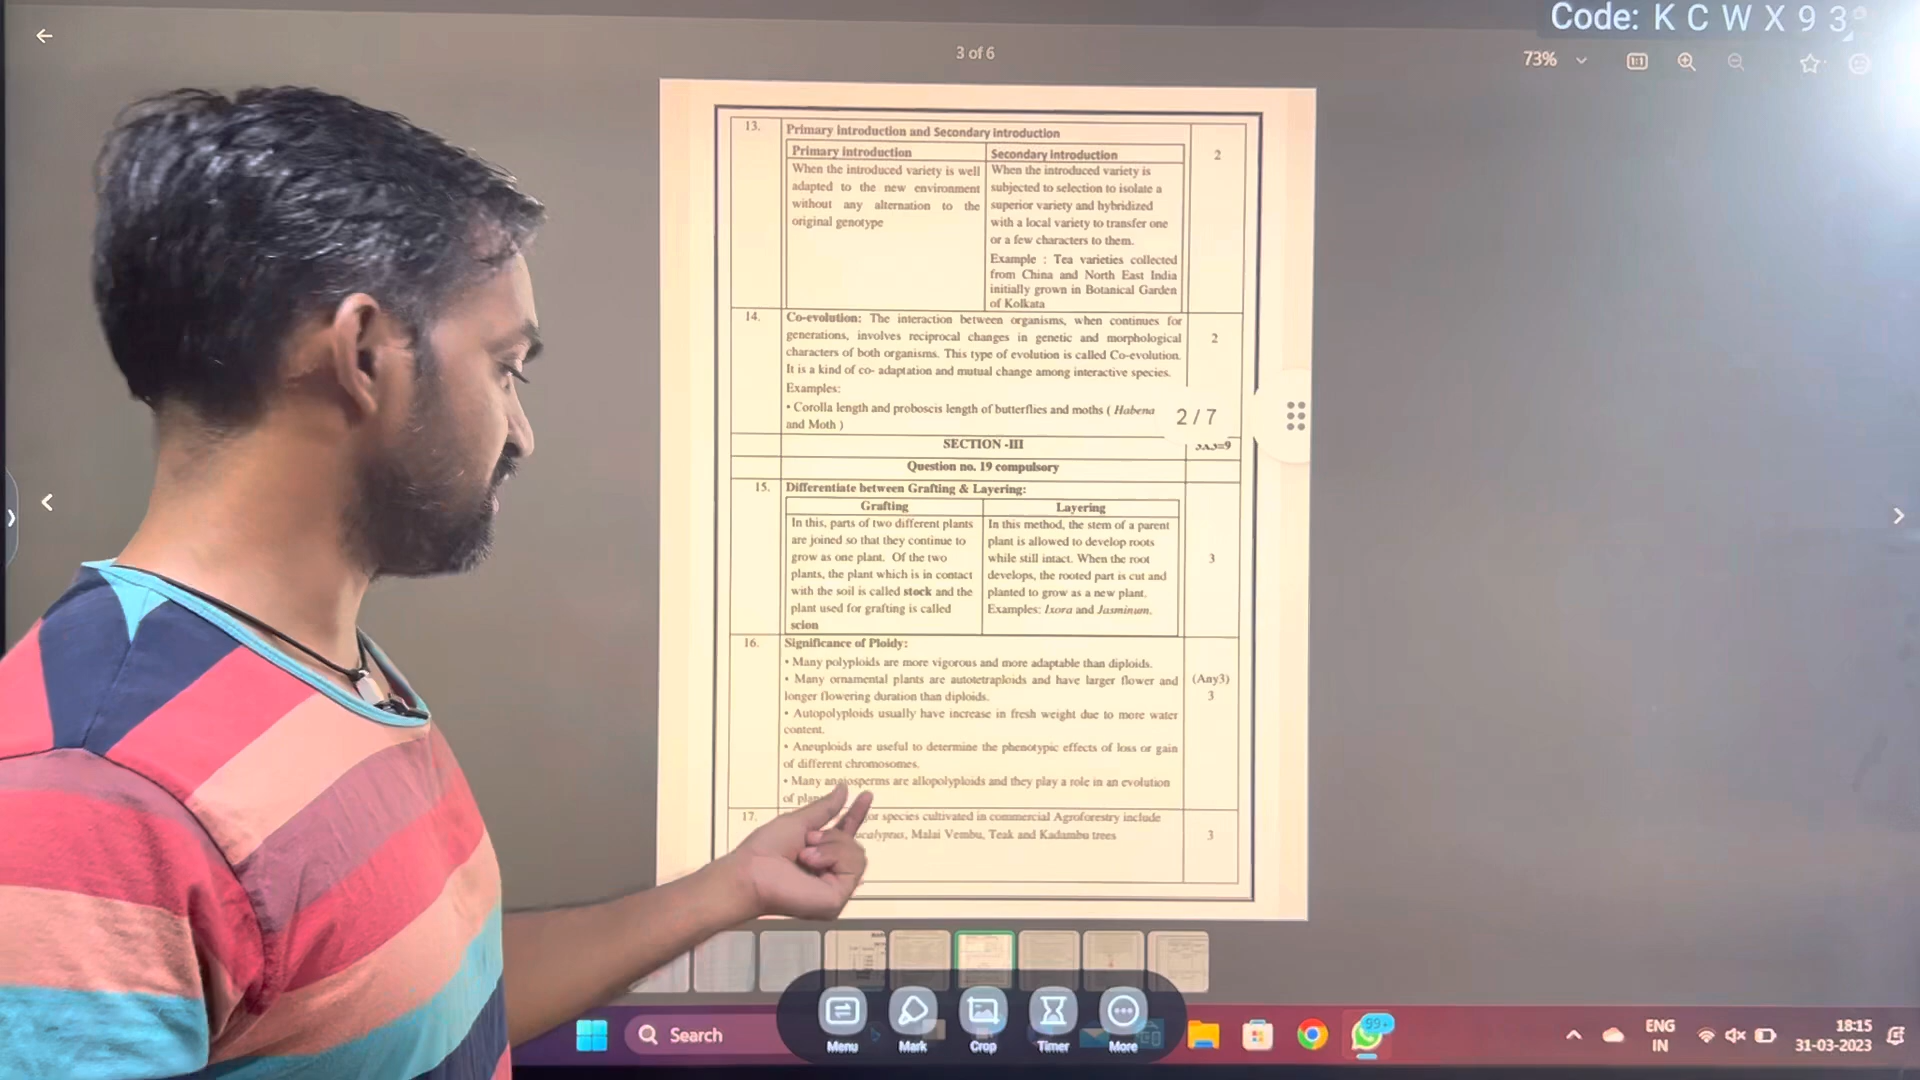 Code: K C W X 9 3
3 of 6
73%
13.
Primary introduction and Secondary introduction
2
Primary introduction
When the introduced variety is well
adapted to the new environment
without any alternation to the
original genotype
Secondary introduction
When the introduced variety is
subjected to selection to isolate a
superior variety and hybridized
with a local variety to transfer one
or a few characters to them.
Example : Tea varieties collected
from China and North East India
initially grown in Botanical Garden
of Kolkata
14.
Co-evolution: The interaction between organisms, when continues for
generations, involves reciprocal changes in genetic and morphological
characters of both organisms. This type of evolution is called Co-evolution.
It is a kind of co- adaptation and mutual change among interactive species.
Examples:
• Corolla length and proboscis length of butterflies and moths ( Habena
and Moth )
2
2 / 7
SECTION -III
3X3=9
Question no. 19 compulsory
15.
Differentiate between Grafting & Layering:
3
Grafting
In this, parts of two different plants
are joined so that they continue to
grow as one plant. Of the two
plants, the plant which is in contact
with the soil is called stock and the
plant used for grafting is called
scion
Layering
In this method, the stem of a parent
plant is allowed to develop roots
while still intact. When the root
develops, the rooted part is cut and
planted to grow as a new plant.
Examples: Ixora and Jasminum.
16.
Significance of Ploidy:
• Many polyploids are more vigorous and more adaptable than diploids.
• Many ornamental plants are autotetraploids and have larger flower and
longer flowering duration than diploids.
• Autopolyploids usually have increase in fresh weight due to more water
content.
• Aneuploids are useful to determine the phenotypic effects of loss or gain
of different chromosomes.
• Many angiosperms are allopolyploids and they play a role in an evolution
of
(Any3)
3
17.
species cultivated in commercial Agroforestry include
Malai Vembu, Teak and Kadambu trees
3
Menu
Mark
Crop
Timer
More
Search
99+
ENG
IN
18:15
31-03-2023